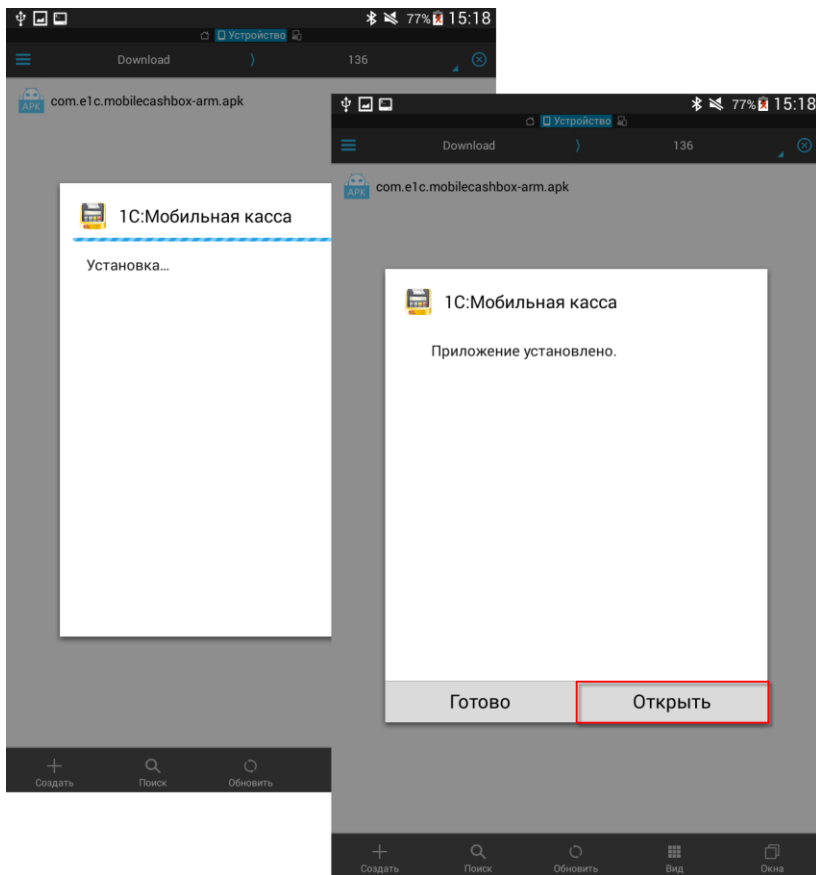 77% 15:18
Устройство
Download 136
APK com.e1c.mobilecashbox-arm.apk
1С:Мобильная касса
Установка...
Создать Поиск Обновить
77% 15:18
Устройство
Download 136
APK com.e1c.mobilecashbox-arm.apk
1С:Мобильная касса
Приложение установлено.
Готово Открыть
Создать Поиск Обновить Вид Окна